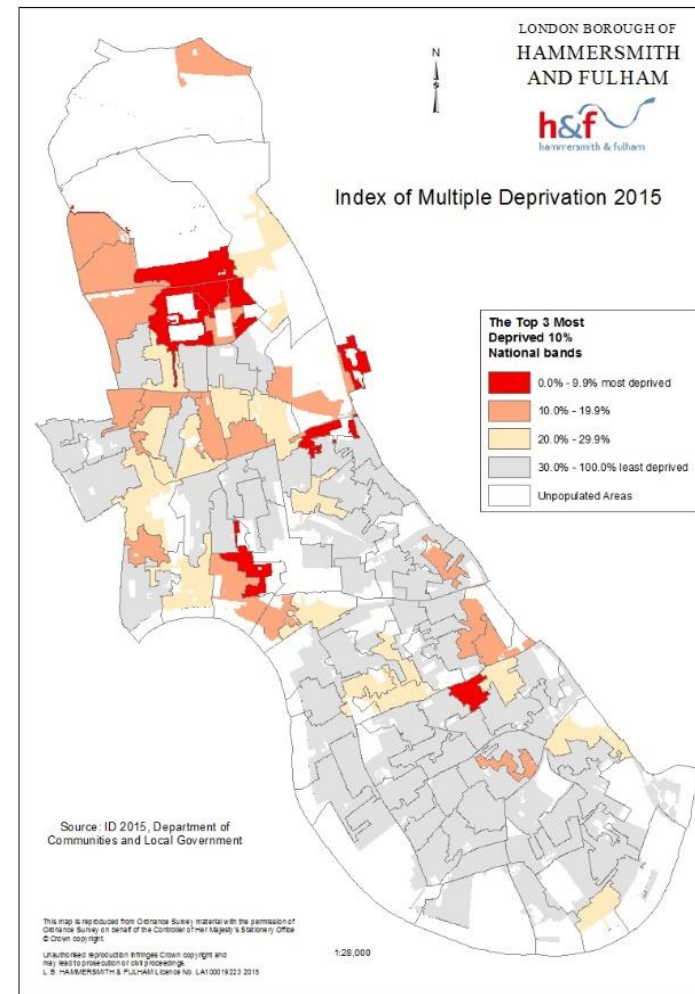 LONDON BOROUGH OF
HAMMERSMITH
AND FULHAM
N
h&f
hammersmith & fulham
Index of Multiple Deprivation 2015
The Top 3 Most
Deprived 10%
National bands
0.0% - 9.9% most deprived
10.0% - 19.9%
20.0% - 29.9%
30.0% - 100.0% least deprived
Unpopulated Areas
Source: ID 2015, Department of
Communities and Local Government
This map is reproduced from Ordnance Survey material with the permission of
Ordnance Survey on behalf of the Controller of Her Majesty's Stationery Office
© Crown copyright.
Unauthorised reproduction infringes Crown copyright and
may lead to prosecution or civil proceedings.
L. B. HAMMERSMITH & FULHAM Licence No. LA100019223 2015
1:28,000